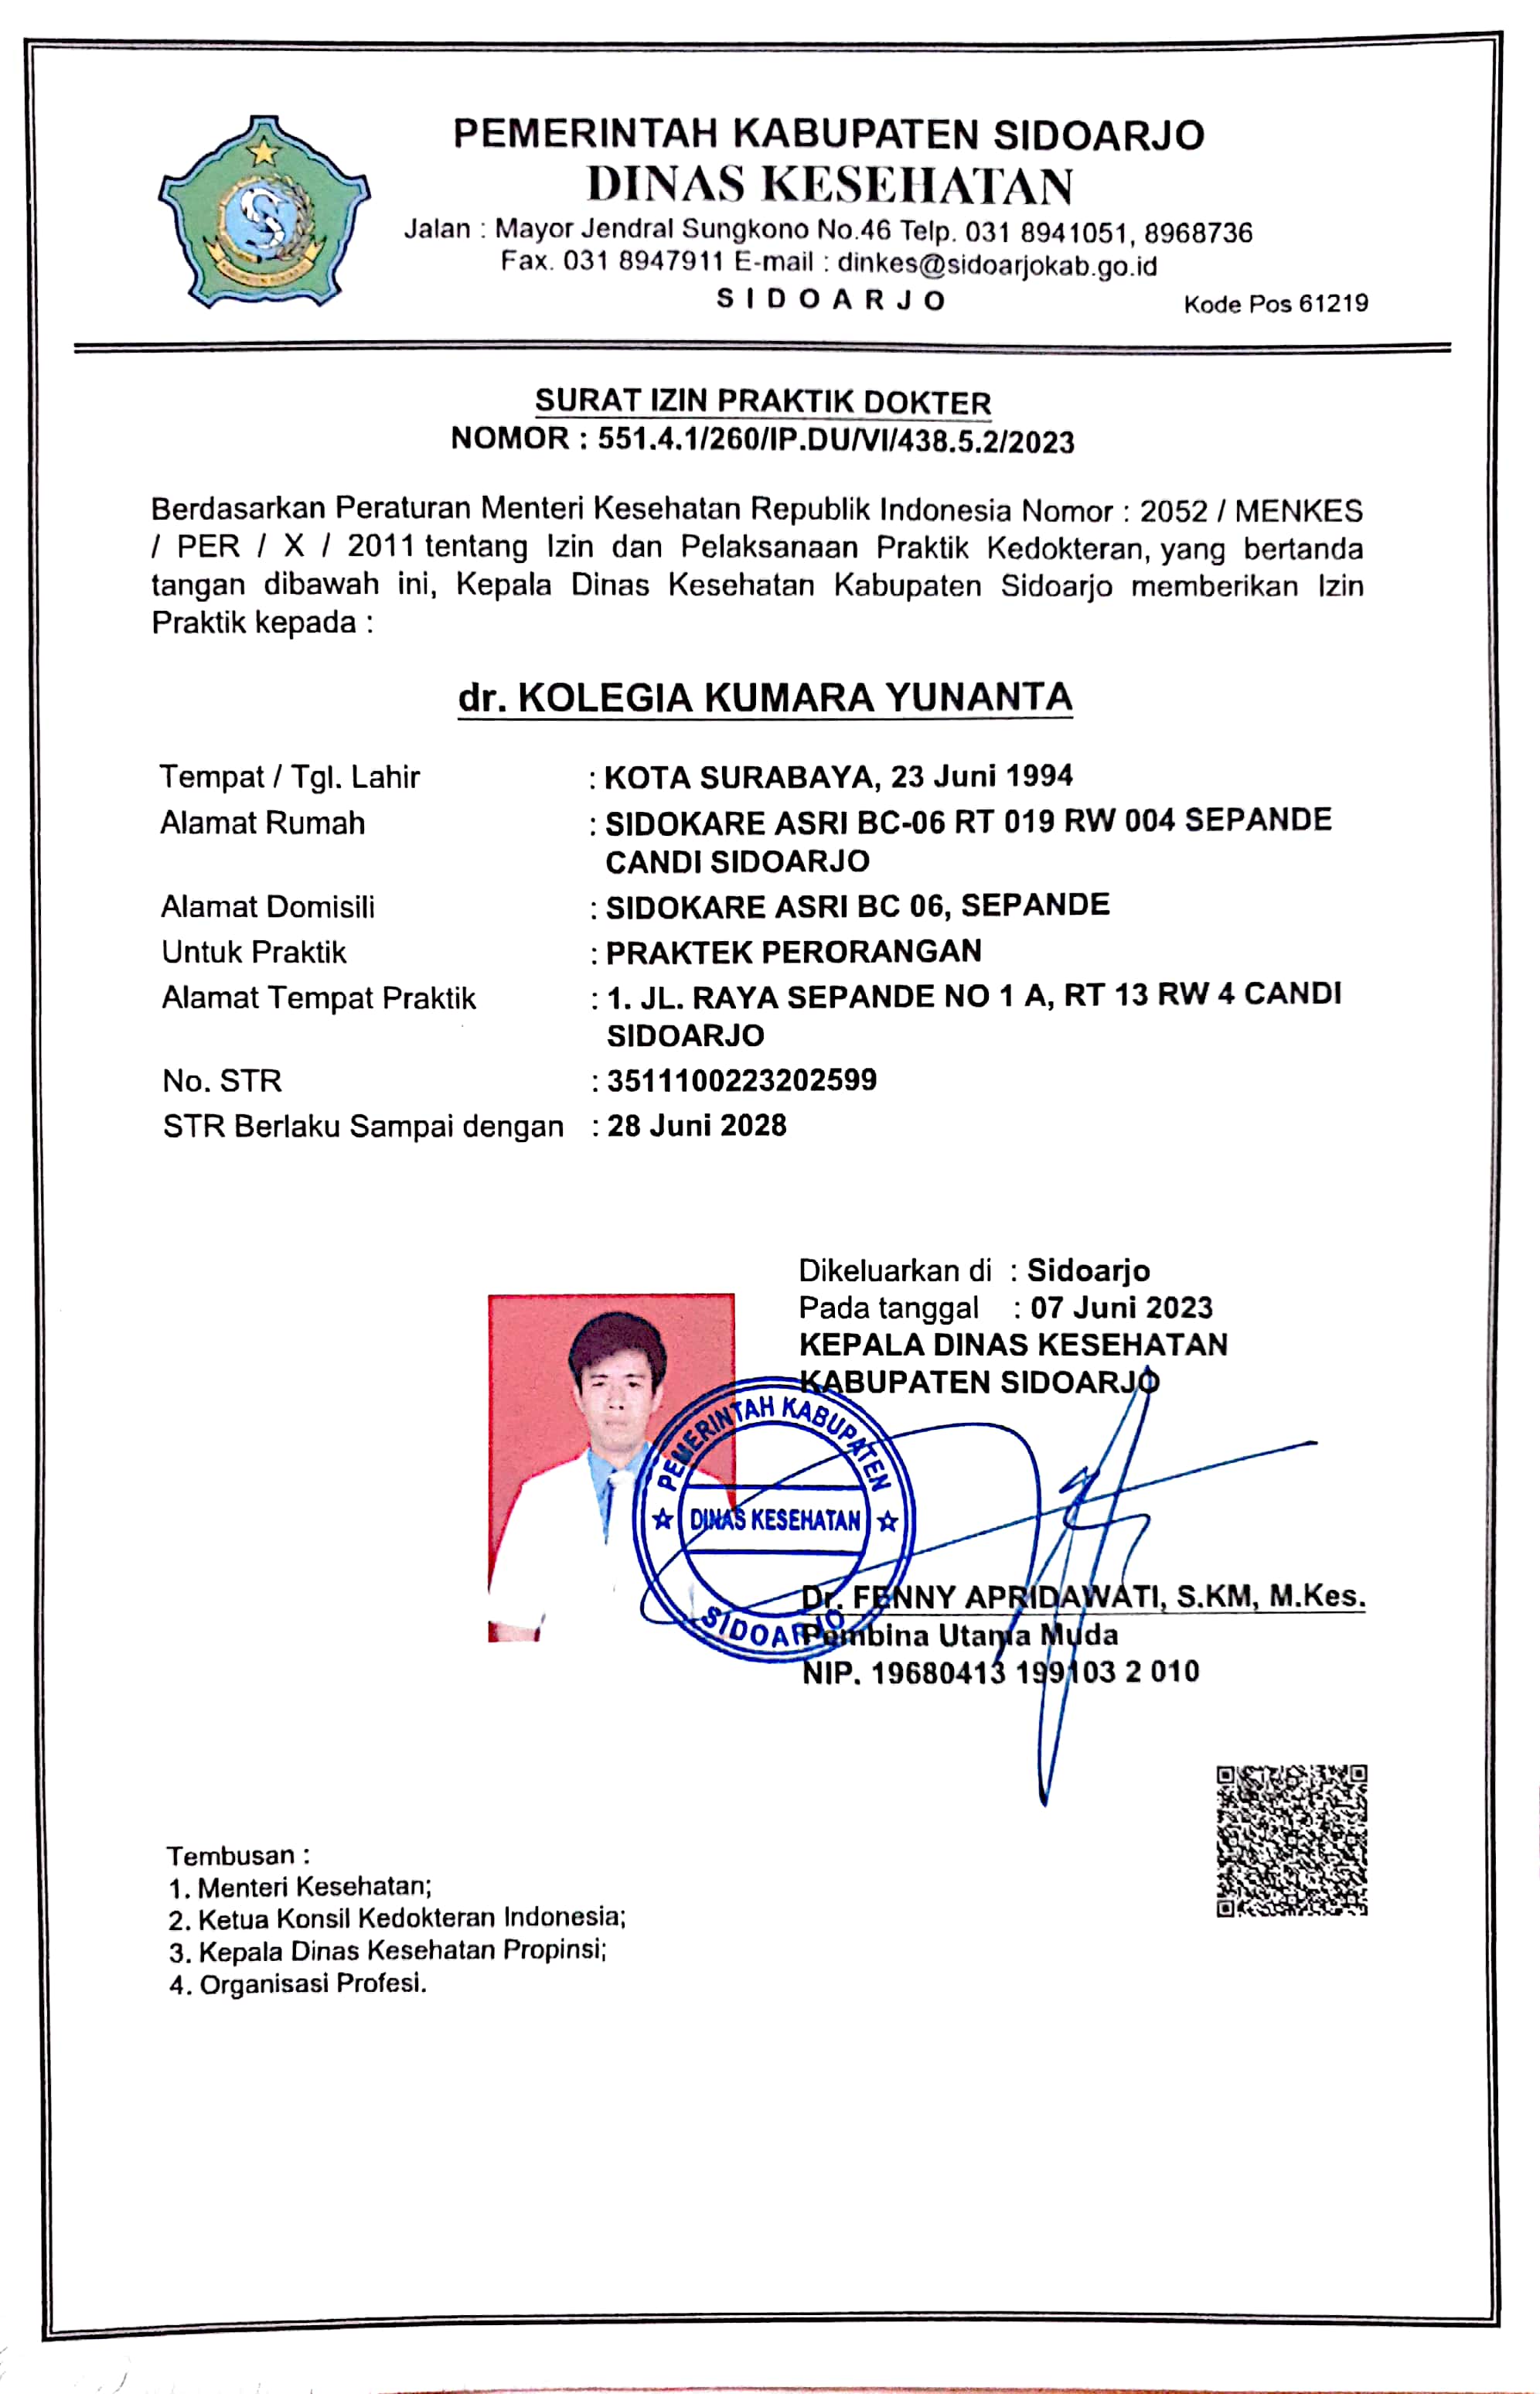 PEMERINTAH KABUPATEN SIDOARJO
DINAS KESEHATAN
Jalan : Mayor Jendral Sungkono No.46 Telp. 031 8941051, 8968736
Fax. 031 8947911 E-mail : dinkes@sidoarjokab.go.id
S I D O A R J O
Kode Pos 61219
SURAT IZIN PRAKTIK DOKTER
NOMOR : 551.4.1/260/IP.DU/VI/438.5.2/2023
Berdasarkan Peraturan Menteri Kesehatan Republik Indonesia Nomor : 2052 / MENKES
/ PER / X / 2011 tentang Izin dan Pelaksanaan Praktik Kedokteran, yang bertanda
tangan dibawah ini, Kepala Dinas Kesehatan Kabupaten Sidoarjo memberikan Izin
Praktik kepada :
dr. KOLEGIA KUMARA YUNANTA
Tempat / Tgl. Lahir : KOTA SURABAYA, 23 Juni 1994
Alamat Rumah : SIDOKARE ASRI BC-06 RT 019 RW 004 SEPANDE
CANDI SIDOARJO
Alamat Domisili : SIDOKARE ASRI BC 06, SEPANDE
Untuk Praktik : PRAKTEK PERORANGAN
Alamat Tempat Praktik : 1. JL. RAYA SEPANDE NO 1 A, RT 13 RW 4 CANDI
SIDOARJO
No. STR : 3511100223202599
STR Berlaku Sampai dengan : 28 Juni 2028
Dikeluarkan di : Sidoarjo
Pada tanggal : 07 Juni 2023
KEPALA DINAS KESEHATAN
KABUPATEN SIDOARJO
PEMERINTAH KABUPATEN
DINAS KESEHATAN
SIDOARJO
Dr. FENNY APRIDAWATI, S.KM, M.Kes.
Pembina Utama Muda
NIP. 19680413 199103 2 010
Tembusan :
1. Menteri Kesehatan;
2. Ketua Konsil Kedokteran Indonesia;
3. Kepala Dinas Kesehatan Propinsi;
4. Organisasi Profesi.